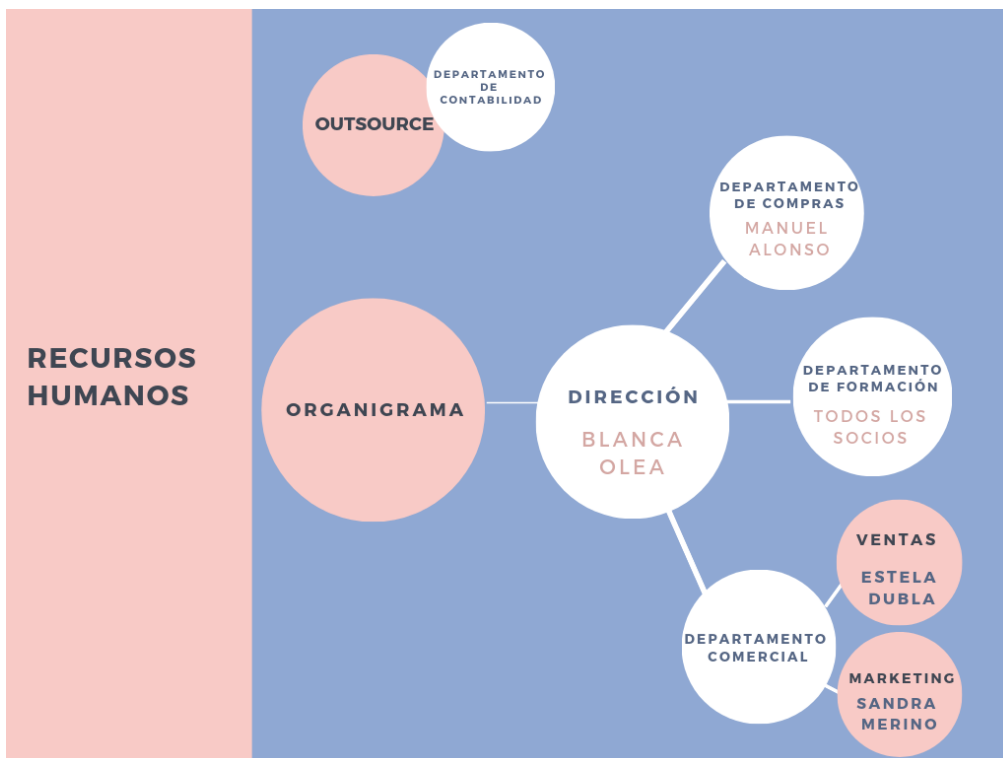 RECURSOS
HUMANOS
OUTSOURCE
DEPARTAMENTO
DE
CONTABILIDAD
ORGANIGRAMA
DIRECCIÓN
BLANCA
OLEA
DEPARTAMENTO
DE COMPRAS
MANUEL
ALONSO
DEPARTAMENTO
DE FORMACIÓN
TODOS LOS
SOCIOS
DEPARTAMENTO
COMERCIAL
VENTAS
ESTELA
DUBLA
MARKETING
SANDRA
MERINO